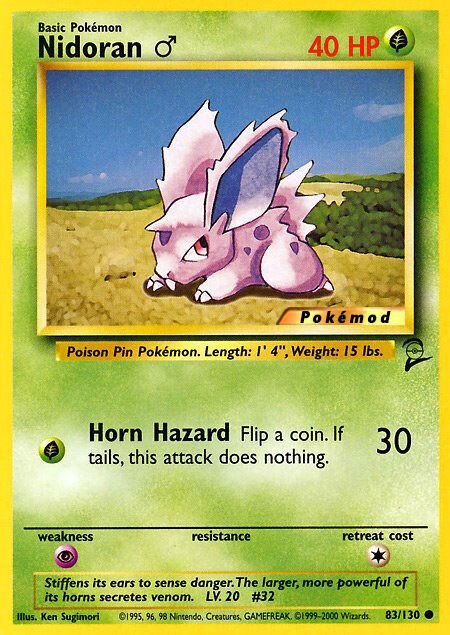 Basic Pokémon
Nidoran ♂ 40 HP
Pokémod
Poison Pin Pokémon. Length: 1' 4", Weight: 15 lbs.
Horn Hazard Flip a coin. If 30
tails, this attack does nothing.
weakness resistance retreat cost
Stiffens its ears to sense danger. The larger, more powerful of
its horns secretes venom. LV. 20 #32
Illus. Ken Sugimori ©1995, 96, 98 Nintendo, Creatures, GAMEFREAK. ©1999-2000 Wizards. 83/130